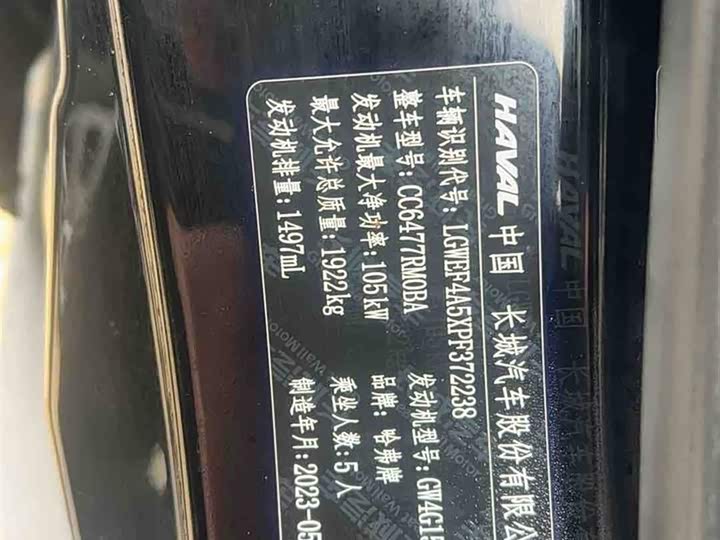 HAVAL 中国 长城汽车股份有限公
车辆识别代号:LGWEF4A5XPF372238
整车型号:CC6477RM0BA 发动机型号:GW4G15
发动机最大净功率:105kW 品牌:哈弗牌
最大允许总质量:1922kg 乘坐人数:5人
发动机排量:1497mL 制造年月:2023-05